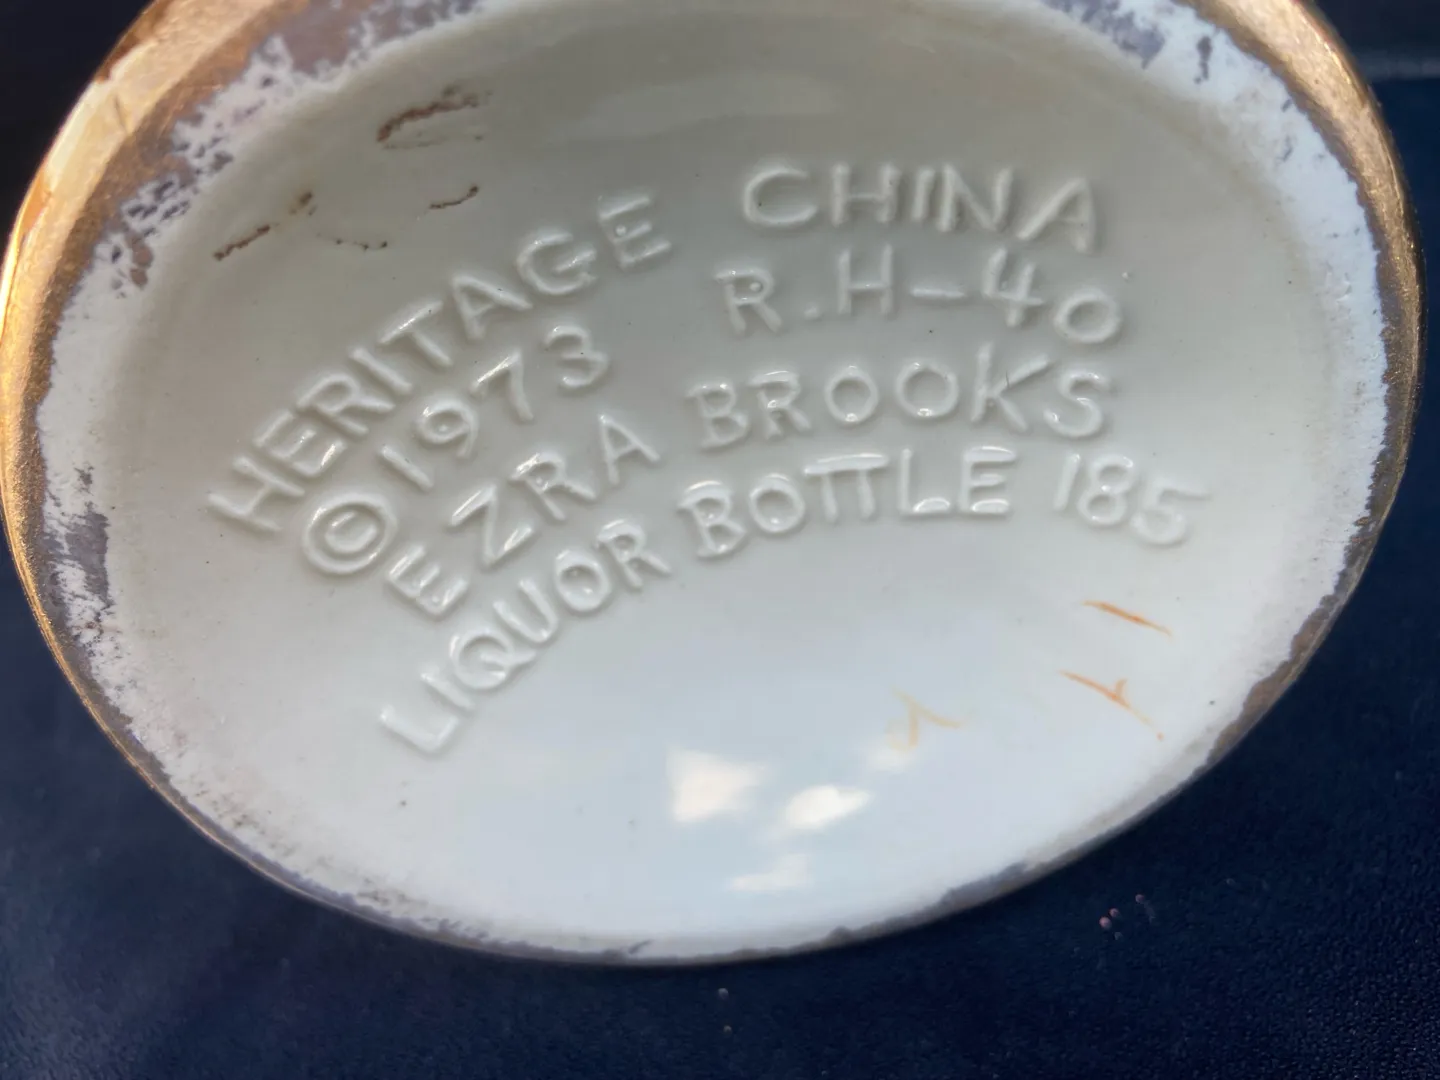 HERITAGE CHINA
©1973 R.H-40
EZRA BROOKS
LIQUOR BOTTLE 185